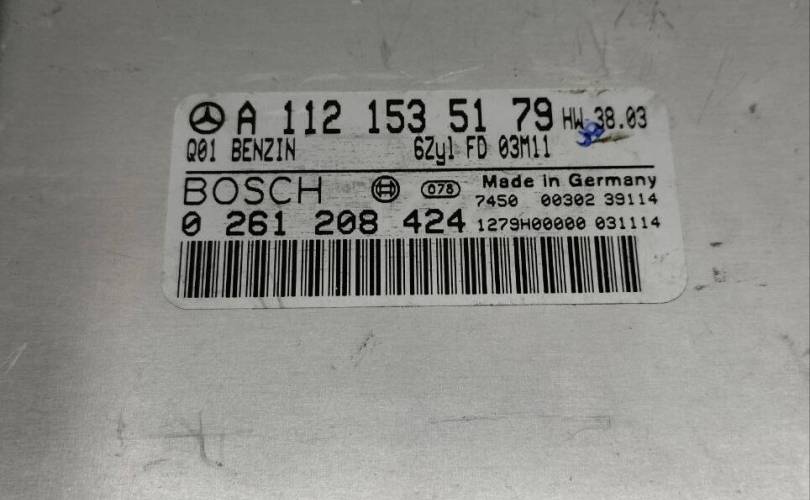 A 112 153 51 79 HW 38.03
Q01 BENZIN 6Zyl FD 03M11
BOSCH 078 Made in Germany
7450 00302 39114
0 261 208 424 1279H00000 031114